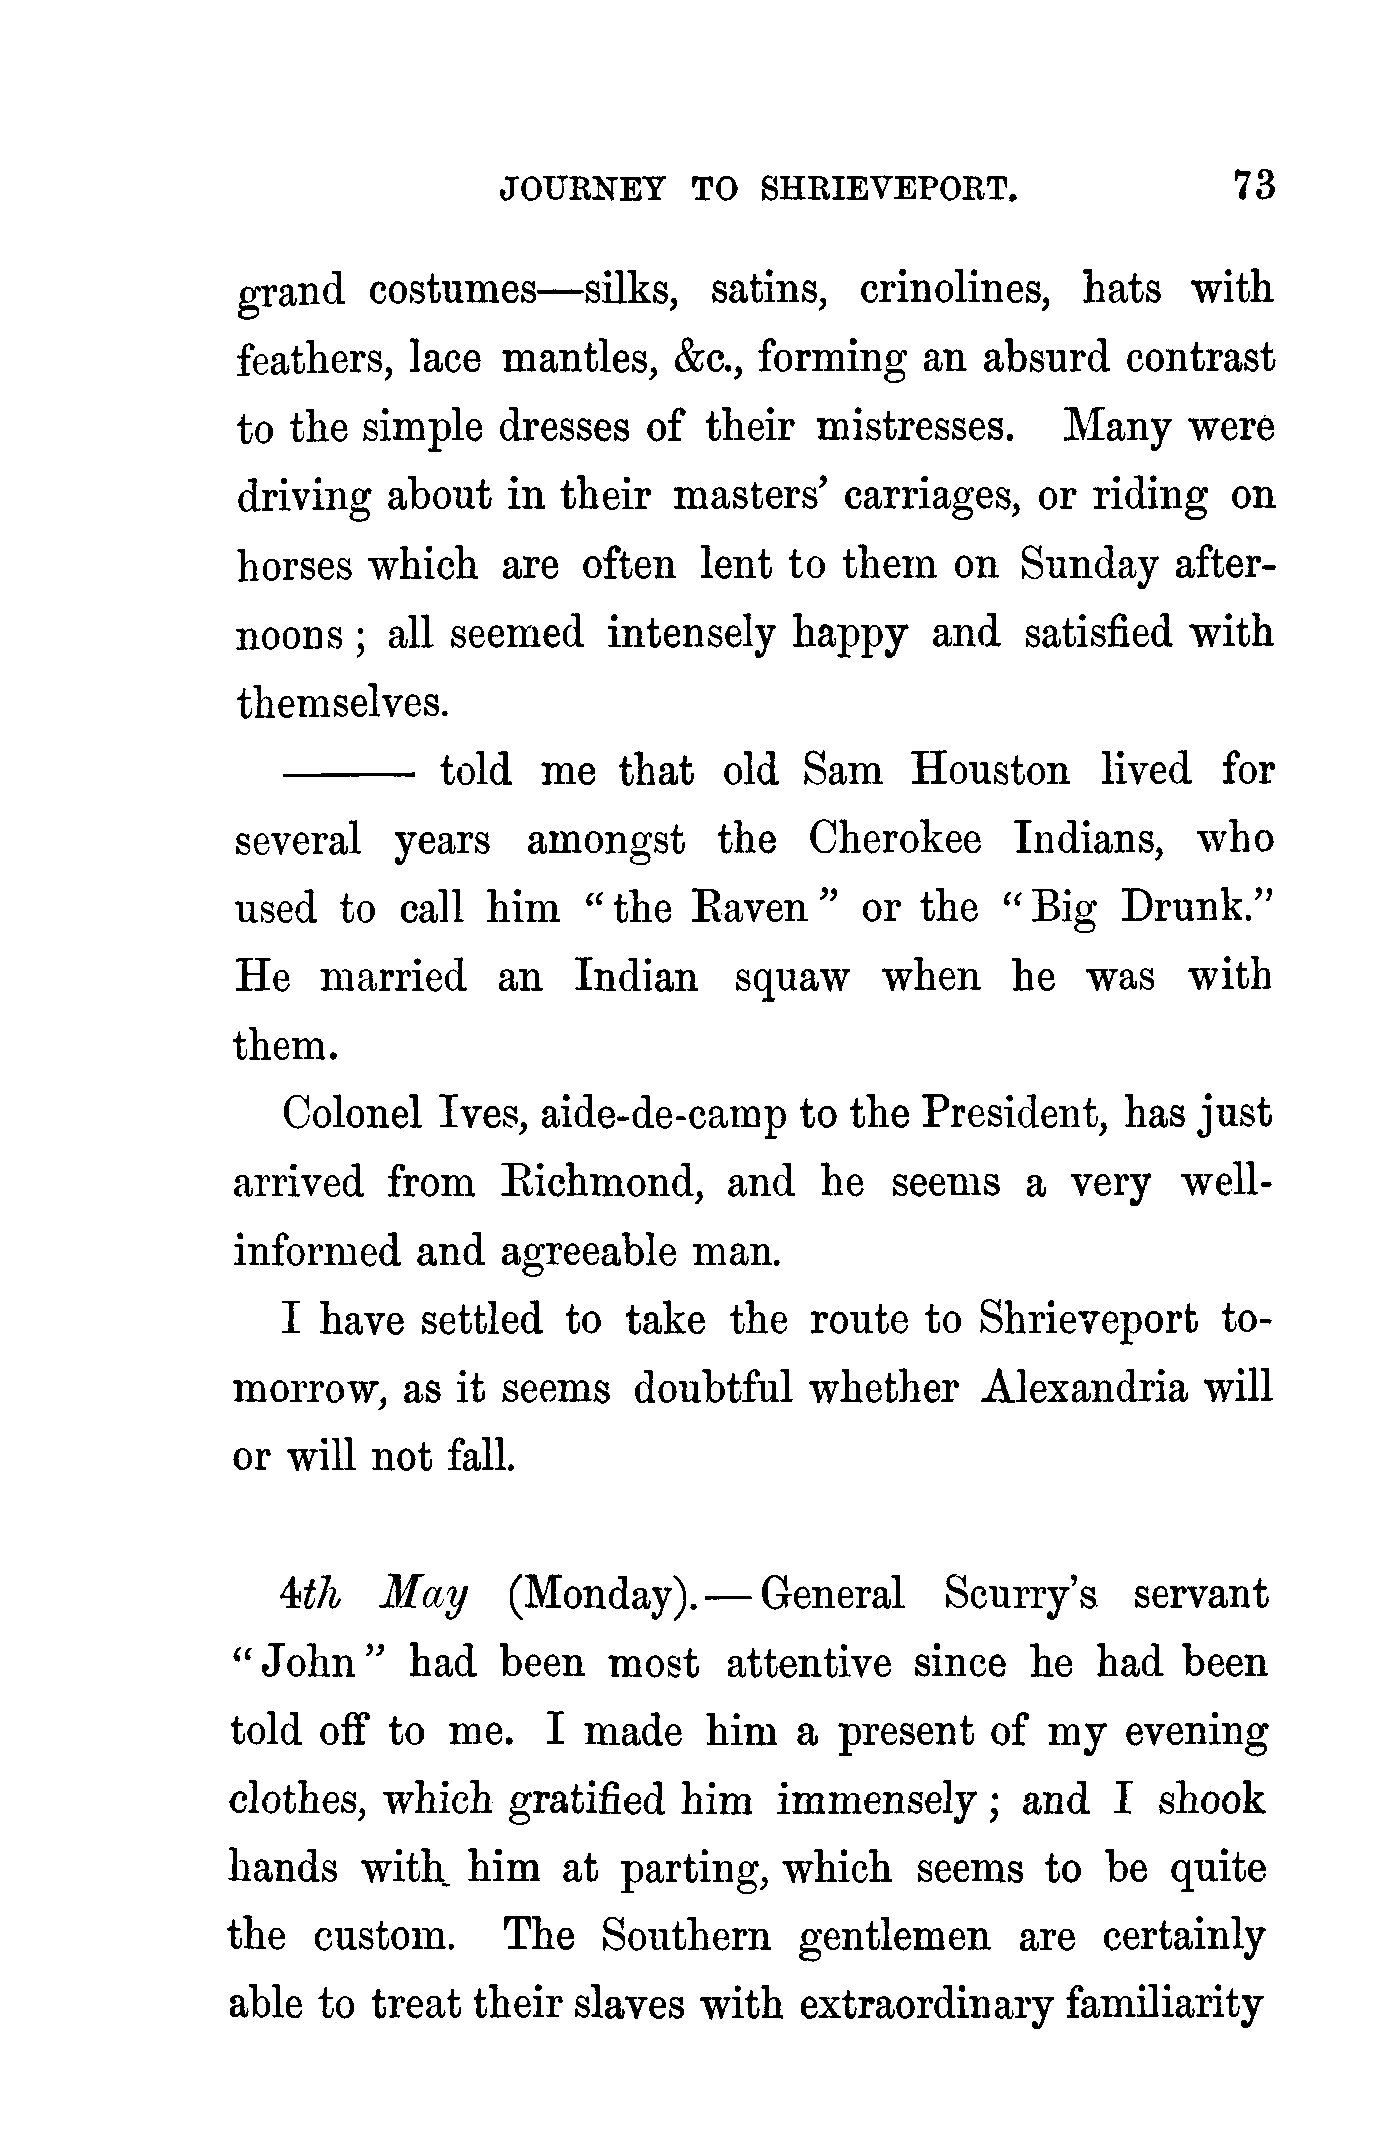 JOURNEY TO SHRIEVEPORT. 73
grand costumes—silks, satins, crinolines, hats with
feathers, lace mantles, &c., forming an absurd contrast
to the simple dresses of their mistresses. Many were
driving about in their masters’ carriages, or riding on
horses which are often lent to them on Sunday after-
noons ; all seemed intensely happy and satisfied with
themselves.
——— told me that old Sam Houston lived for
several years amongst the Cherokee Indians, who
used to call him “ the Raven ” or the “ Big Drunk.”
He married an Indian squaw when he was with
them.
Colonel Ives, aide-de-camp to the President, has just
arrived from Richmond, and he seems a very well-
informed and agreeable man.
I have settled to take the route to Shrieveport to-
morrow, as it seems doubtful whether Alexandria will
or will not fall.
4th May (Monday).—General Scurry’s servant
“ John ” had been most attentive since he had been
told off to me. I made him a present of my evening
clothes, which gratified him immensely ; and I shook
hands with him at parting, which seems to be quite
the custom. The Southern gentlemen are certainly
able to treat their slaves with extraordinary familiarity